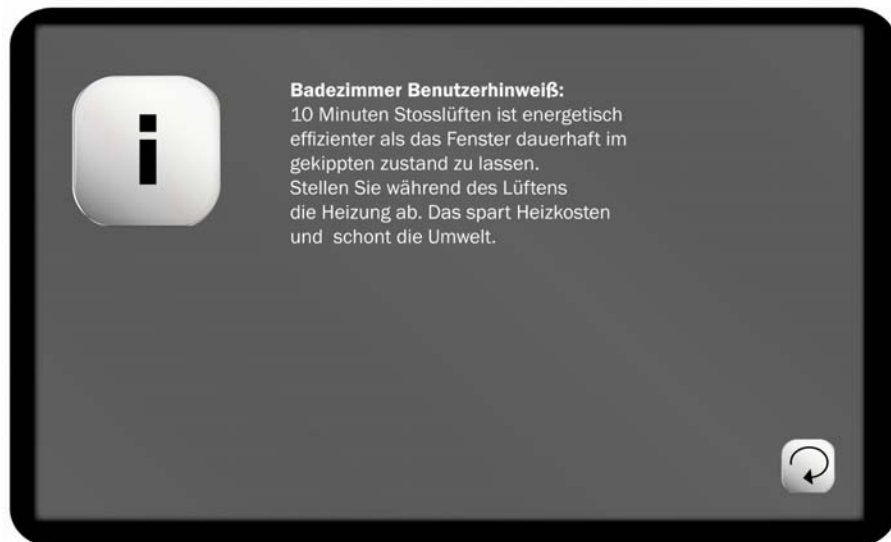 Badezimmer Benutzerhinweiß:
10 Minuten Stosslüften ist energetisch
effizienter als das Fenster dauerhaft im
gekippten zustand zu lassen.
Stellen Sie während des Lüftens
die Heizung ab. Das spart Heizkosten
und  schont die Umwelt.
i